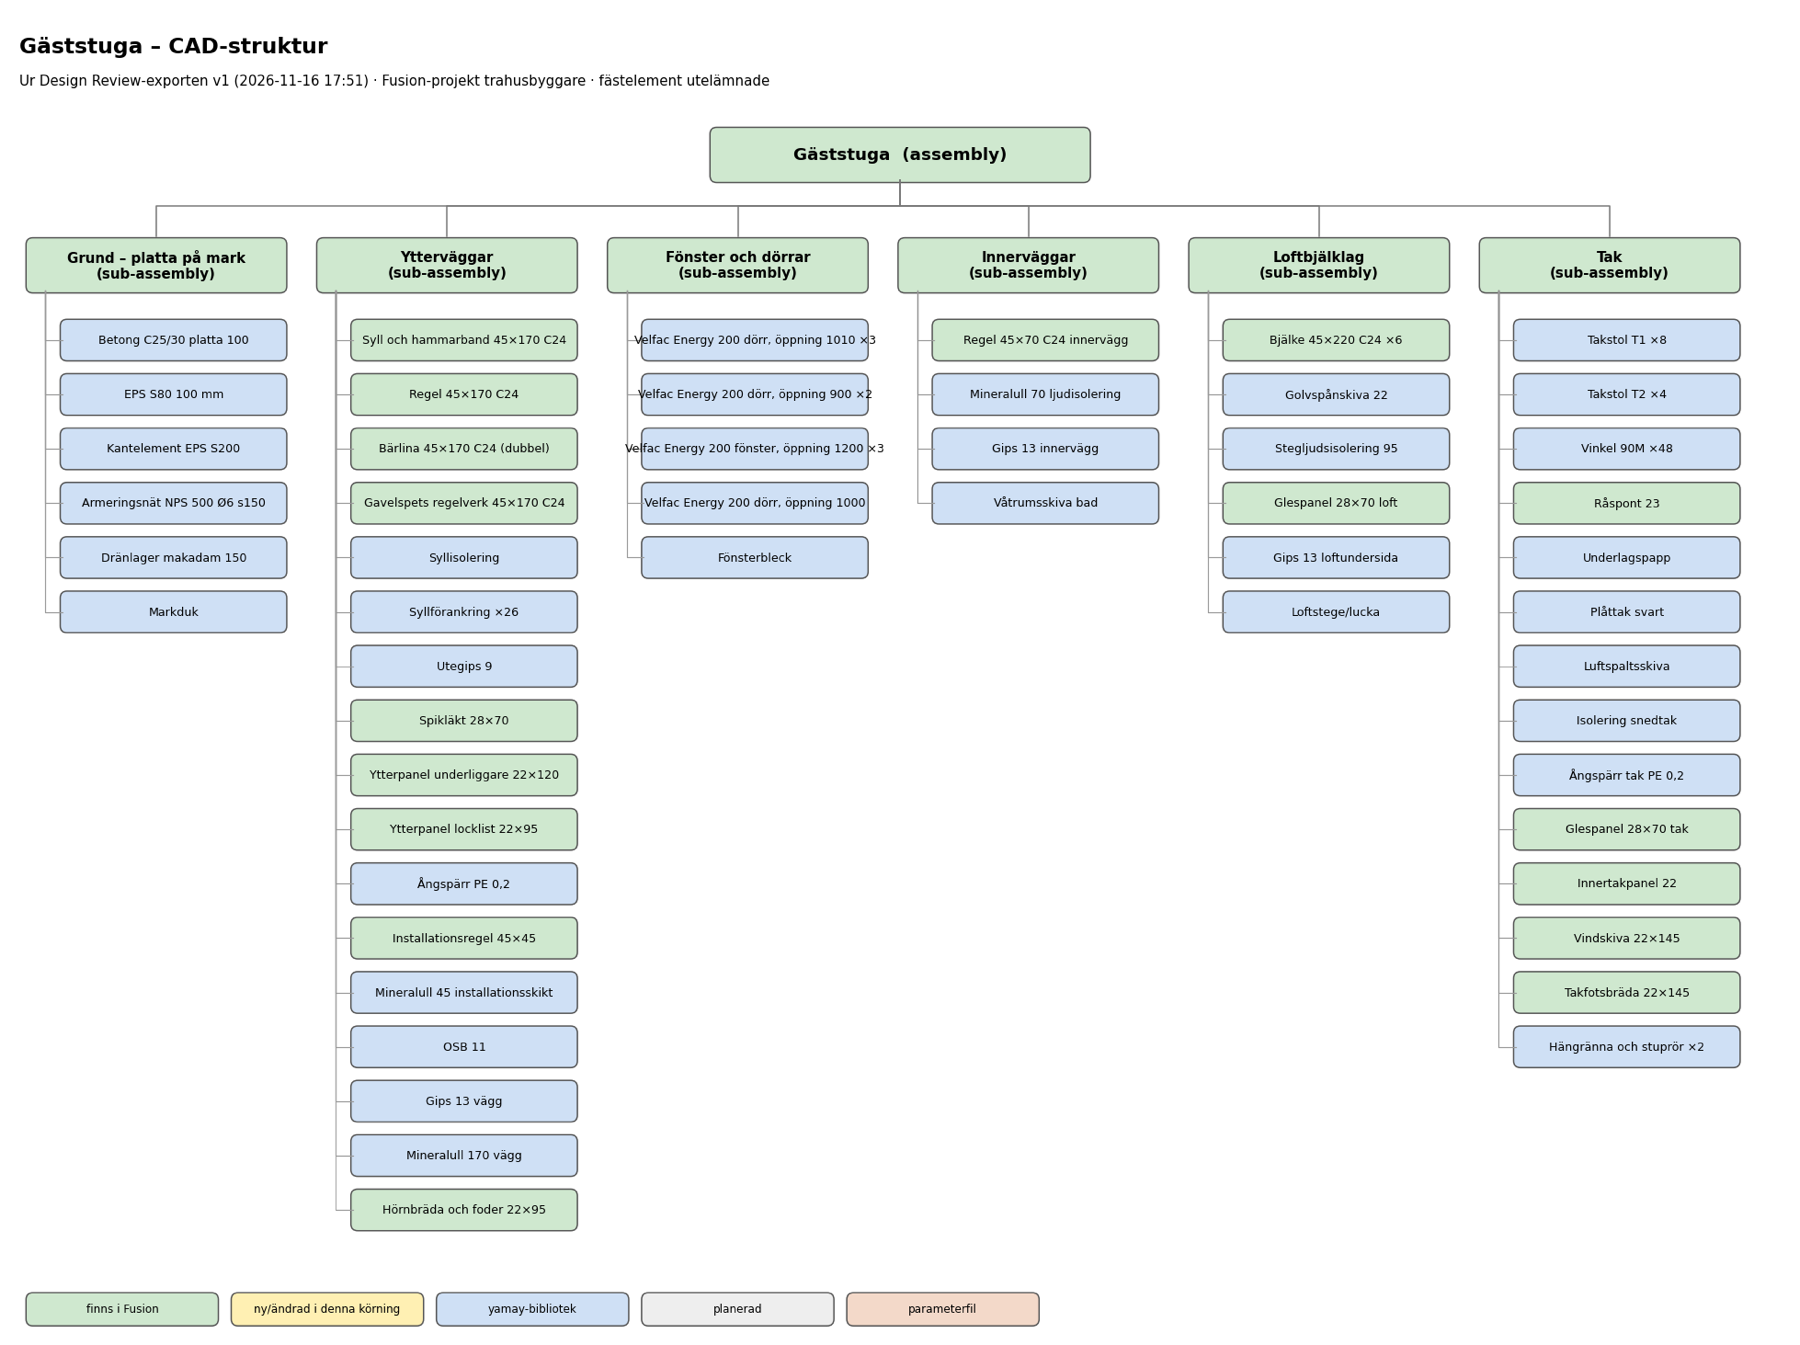 Gäststuga – CAD-struktur
Ur Design Review-exporten v1 (2026-11-16 17:51) · Fusion-projekt trahusbyggare · fästelement utelämnade
Gäststuga  (assembly)
Grund – platta på mark
(sub-assembly)
Betong C25/30 platta 100
EPS S80 100 mm
Kantelement EPS S200
Armeringsnät NPS 500 Ø6 s150
Dränlager makadam 150
Markduk
Ytterväggar
(sub-assembly)
Syll och hammarband 45×170 C24
Regel 45×170 C24
Bärlina 45×170 C24 (dubbel)
Gavelspets regelverk 45×170 C24
Syllisolering
Syllförankring ×26
Utegips 9
Spikläkt 28×70
Ytterpanel underliggare 22×120
Ytterpanel locklist 22×95
Ångspärr PE 0,2
Installationsregel 45×45
Mineralull 45 installationsskikt
OSB 11
Gips 13 vägg
Mineralull 170 vägg
Hörnbräda och foder 22×95
Fönster och dörrar
(sub-assembly)
Velfac Energy 200 dörr, öppning 1010 ×3
Velfac Energy 200 dörr, öppning 900 ×2
Velfac Energy 200 fönster, öppning 1200 ×3
Velfac Energy 200 dörr, öppning 1000
Fönsterbleck
Innerväggar
(sub-assembly)
Regel 45×70 C24 innervägg
Mineralull 70 ljudisolering
Gips 13 innervägg
Våtrumsskiva bad
Loftbjälklag
(sub-assembly)
Bjälke 45×220 C24 ×6
Golvspånskiva 22
Stegljudsisolering 95
Glespanel 28×70 loft
Gips 13 loftundersida
Loftstege/lucka
Tak
(sub-assembly)
Takstol T1 ×8
Takstol T2 ×4
Vinkel 90M ×48
Råspont 23
Underlagspapp
Plåttak svart
Luftspaltsskiva
Isolering snedtak
Ångspärr tak PE 0,2
Glespanel 28×70 tak
Innertakpanel 22
Vindskiva 22×145
Takfotsbräda 22×145
Hängränna och stuprör ×2
finns i Fusion
ny/ändrad i denna körning
yamay-bibliotek
planerad
parameterfil